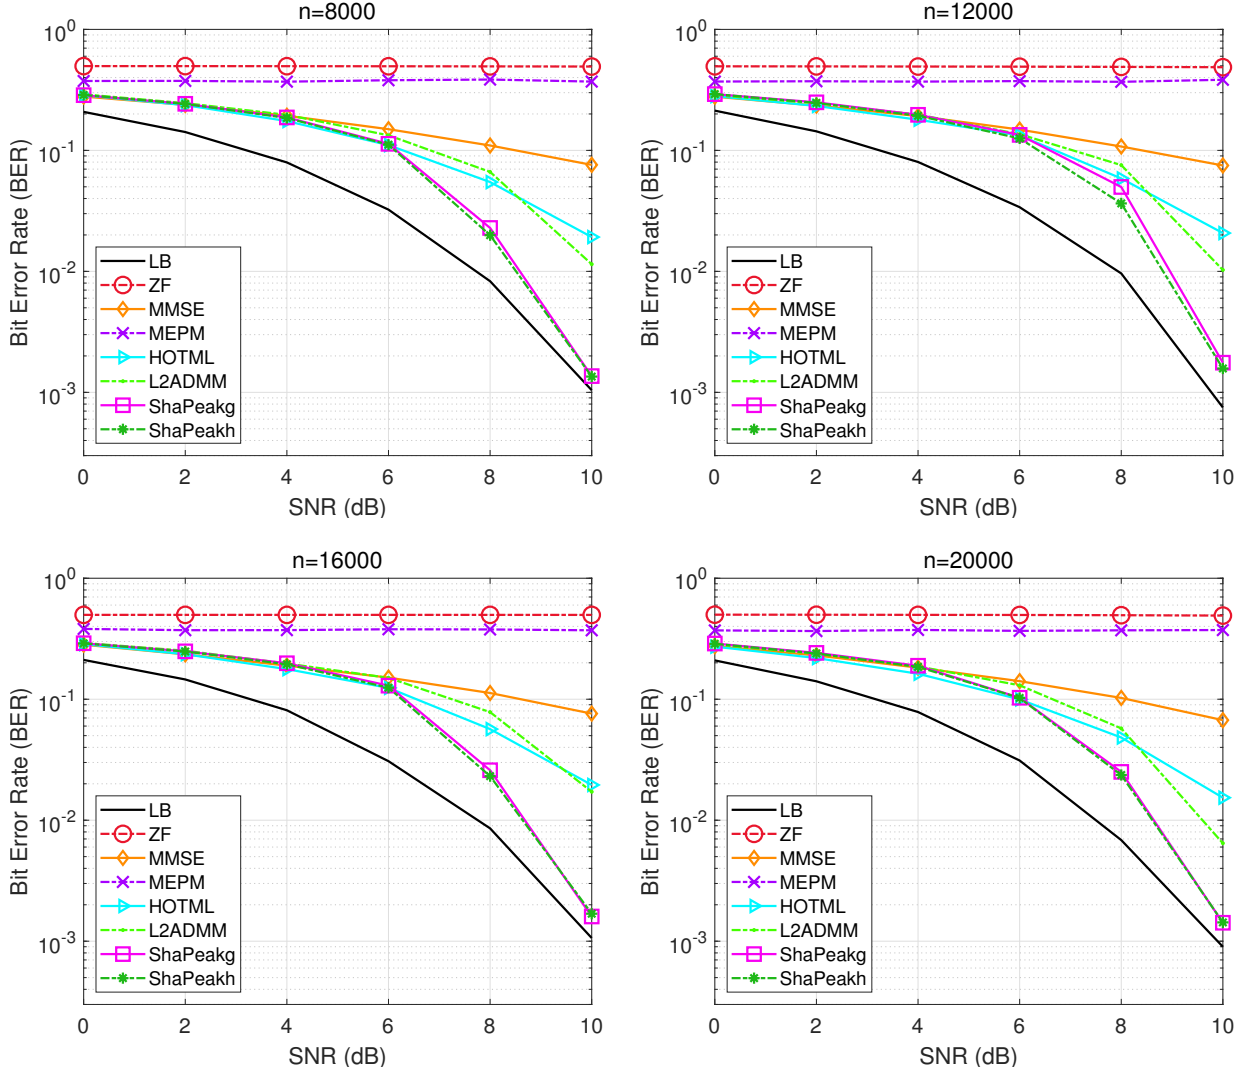 n=8000
10^0
10^-1
10^-2
10^-3
Bit Error Rate (BER)
LB
ZF
MMSE
MEPM
HOTML
L2ADMM
ShaPeakg
ShaPeakh
0 2 4 6 8 10
SNR (dB)
n=12000
10^0
10^-1
10^-2
10^-3
Bit Error Rate (BER)
LB
ZF
MMSE
MEPM
HOTML
L2ADMM
ShaPeakg
ShaPeakh
0 2 4 6 8 10
SNR (dB)
n=16000
10^0
10^-1
10^-2
10^-3
Bit Error Rate (BER)
LB
ZF
MMSE
MEPM
HOTML
L2ADMM
ShaPeakg
ShaPeakh
0 2 4 6 8 10
SNR (dB)
n=20000
10^0
10^-1
10^-2
10^-3
Bit Error Rate (BER)
LB
ZF
MMSE
MEPM
HOTML
L2ADMM
ShaPeakg
ShaPeakh
0 2 4 6 8 10
SNR (dB)